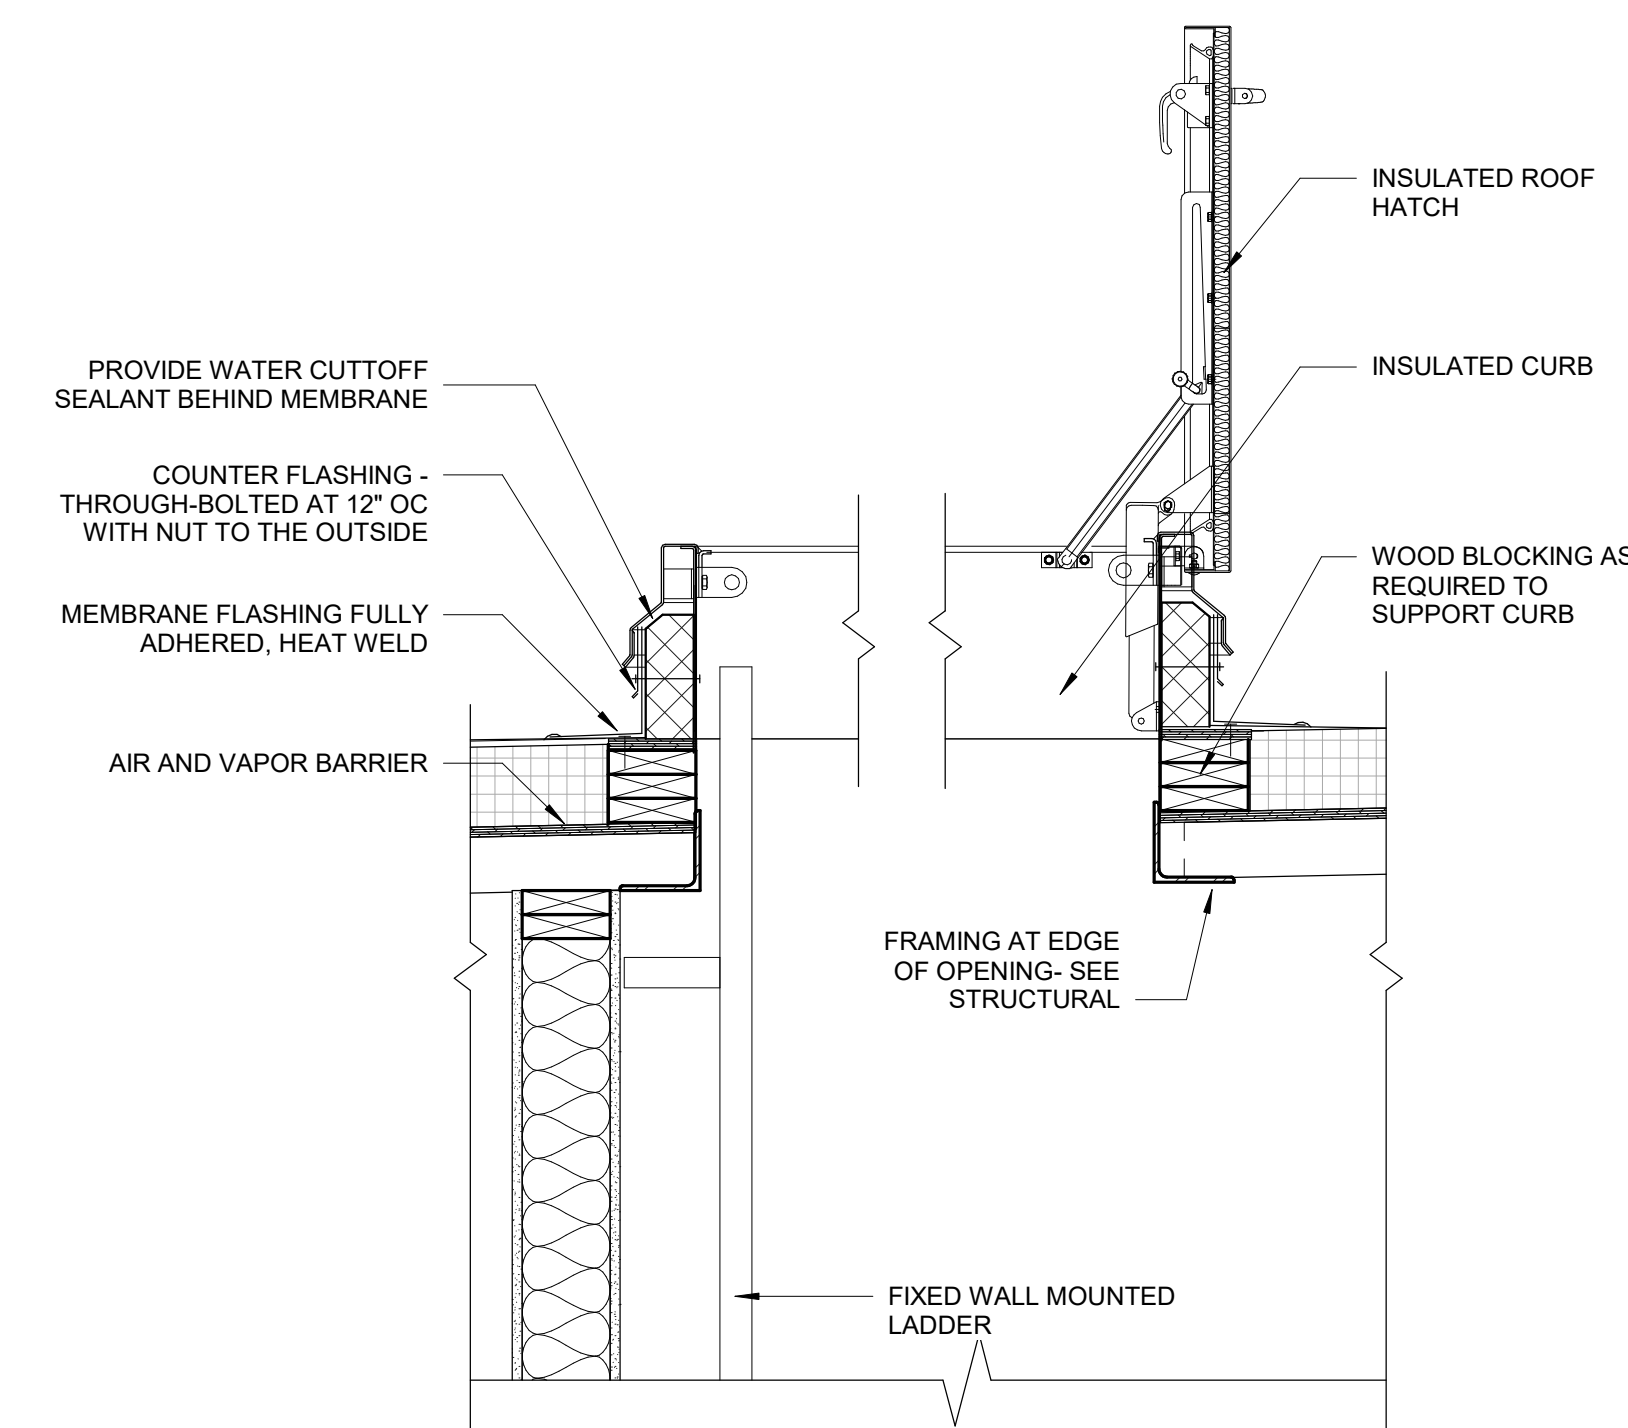 INSULATED ROOF
HATCH
PROVIDE WATER CUTTOFF
SEALANT BEHIND MEMBRANE
INSULATED CURB
COUNTER FLASHING -
THROUGH-BOLTED AT 12" OC
WITH NUT TO THE OUTSIDE
WOOD BLOCKING AS
REQUIRED TO
SUPPORT CURB
MEMBRANE FLASHING FULLY
ADHERED, HEAT WELD
AIR AND VAPOR BARRIER
FRAMING AT EDGE
OF OPENING- SEE
STRUCTURAL
FIXED WALL MOUNTED
LADDER